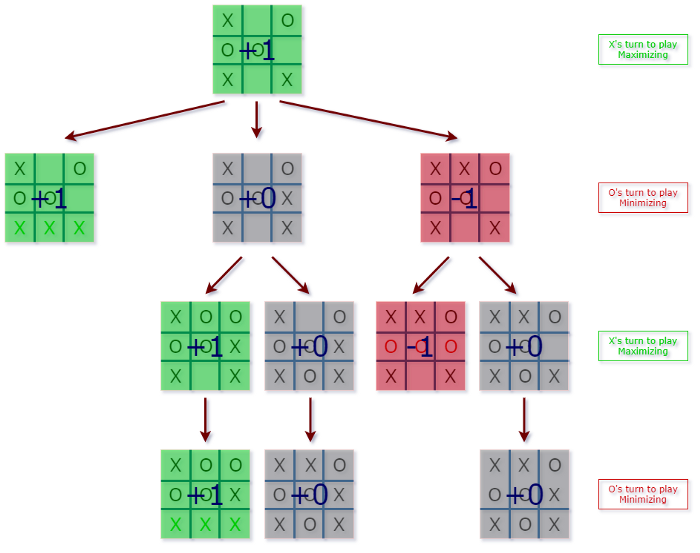 X O
O O
X X
+1
X's turn to play
Maximizing
X O
O O
X X X
+1
X O
O O X
X X
+0
X X O
O O
X X
-1
O's turn to play
Minimizing
X O O
O O X
X X
+1
X O
O O X
X O X
+0
X X O
O O O
X X
-1
X X O
O O X
X O X
+0
X's turn to play
Maximizing
X O O
O O X
X X X
+1
X X O
O O X
X O X
+0
X X O
O O X
X O X
+0
O's turn to play
Minimizing